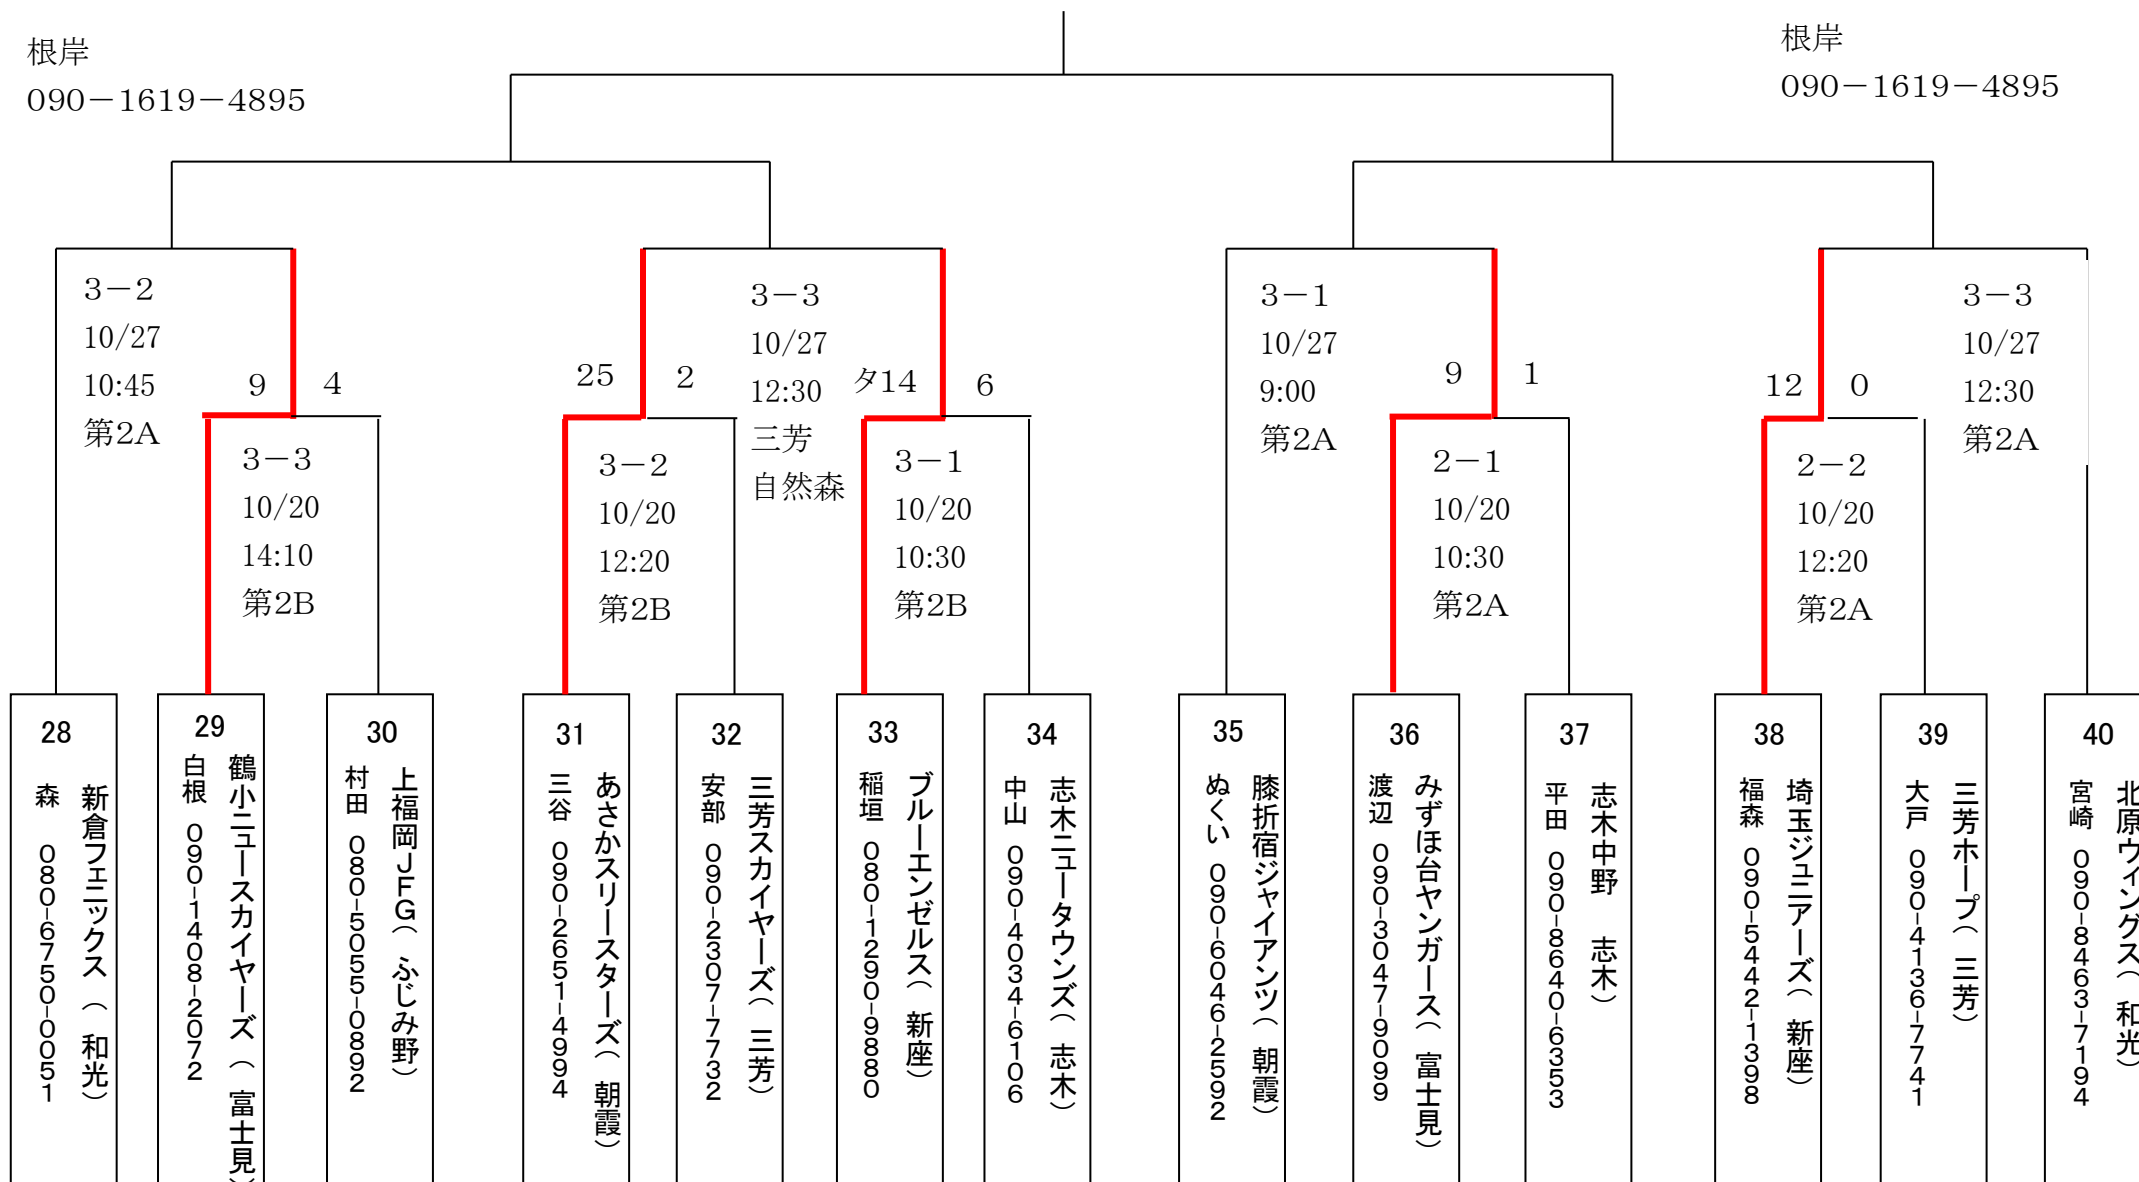 根岸
090－1619－4895
根岸
090－1619－4895
3－2
10/27
10:45
第2A
9
4
3－3
10/20
14:10
第2B
25
2
3－2
10/20
12:20
第2B
3－3
10/27
12:30
三芳
自然森
タ14
6
3－1
10/20
10:30
第2B
3－1
10/27
9:00
第2A
9
1
2－1
10/20
10:30
第2A
12
0
2－2
10/20
12:20
第2A
3－3
10/27
12:30
第2A
28
新倉フェニックス（和光）
森　080-6750-0051
29
鶴小ニュースカイヤーズ（富士見）
白根 090-1408-2072
30
上福岡JFG（ふじみ野）
村田 080-5055-0892
31
あさかスリースターズ（朝霞）
三谷 090-2651-4994
32
三芳スカイヤーズ（三芳）
安部 090-2307-7732
33
ブルーエンゼルス（新座）
稲垣 080-1290-9880
34
志木ニュータウンズ（志木）
中山 090-4034-6106
35
膝折宿ジャイアンツ（朝霞）
ぬくい 090-6046-2592
36
みずほ台ヤンガース（富士見）
渡辺 090-3047-9099
37
志木中野　志木）
平田 090-8640-6353
38
埼玉ジュニアーズ（新座）
福森 090-5442-1398
39
三芳ホープ（三芳）
大戸 090-4136-7741
40
北原ウィングス（和光）
宮崎 090-8463-7194